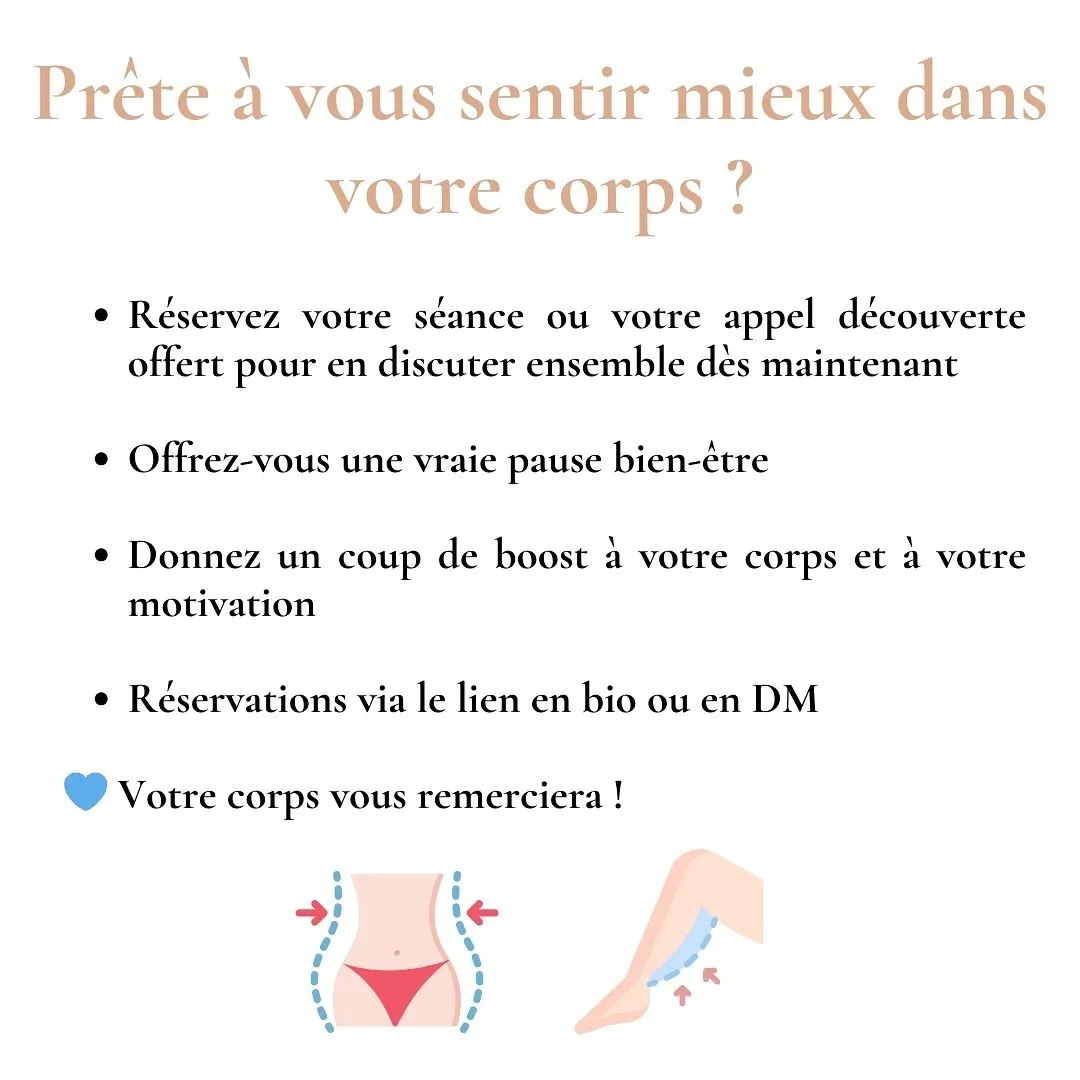 Prête à vous sentir mieux dans
votre corps ?
• Réservez votre séance ou votre appel découverte
offert pour en discuter ensemble dès maintenant
• Offrez-vous une vraie pause bien-être
• Donnez un coup de boost à votre corps et à votre
motivation
• Réservations via le lien en bio ou en DM
💙 Votre corps vous remerciera !